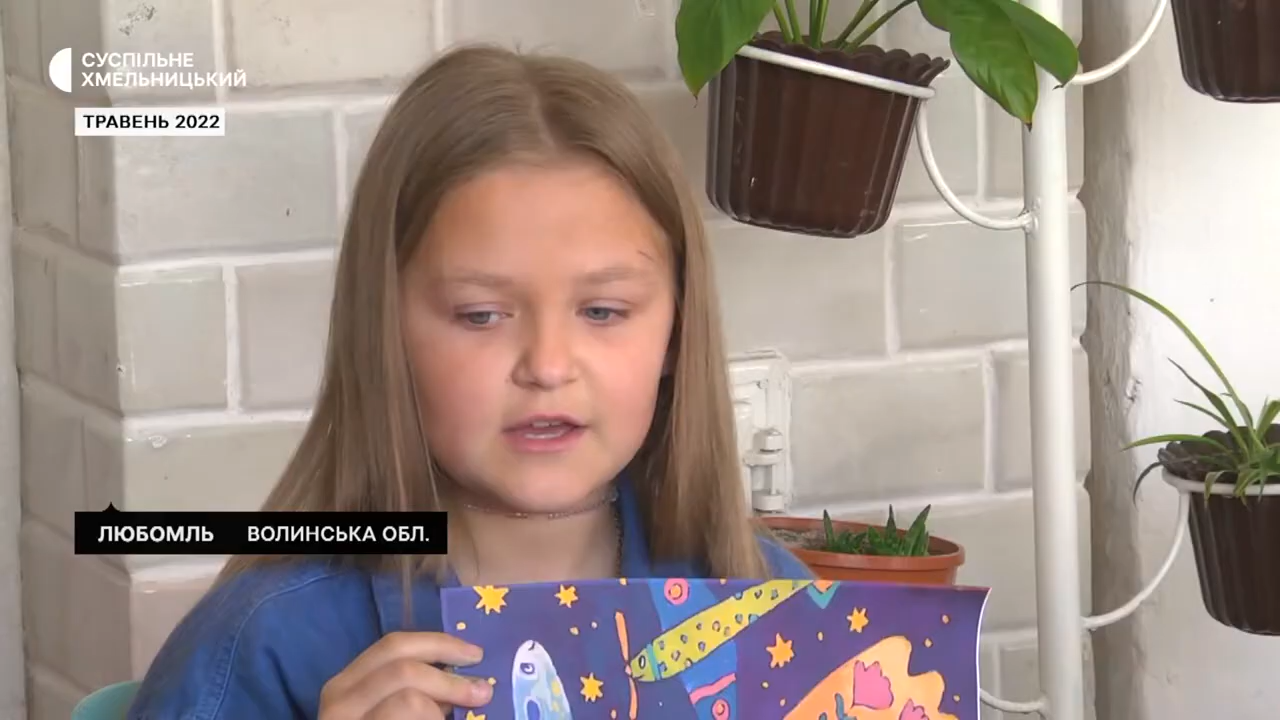 СУСПІЛЬНЕ
ХМЕЛЬНИЦЬКИЙ
ТРАВЕНЬ 2022
ЛЮБОМЛЬ ВОЛИНСЬКА ОБЛ.